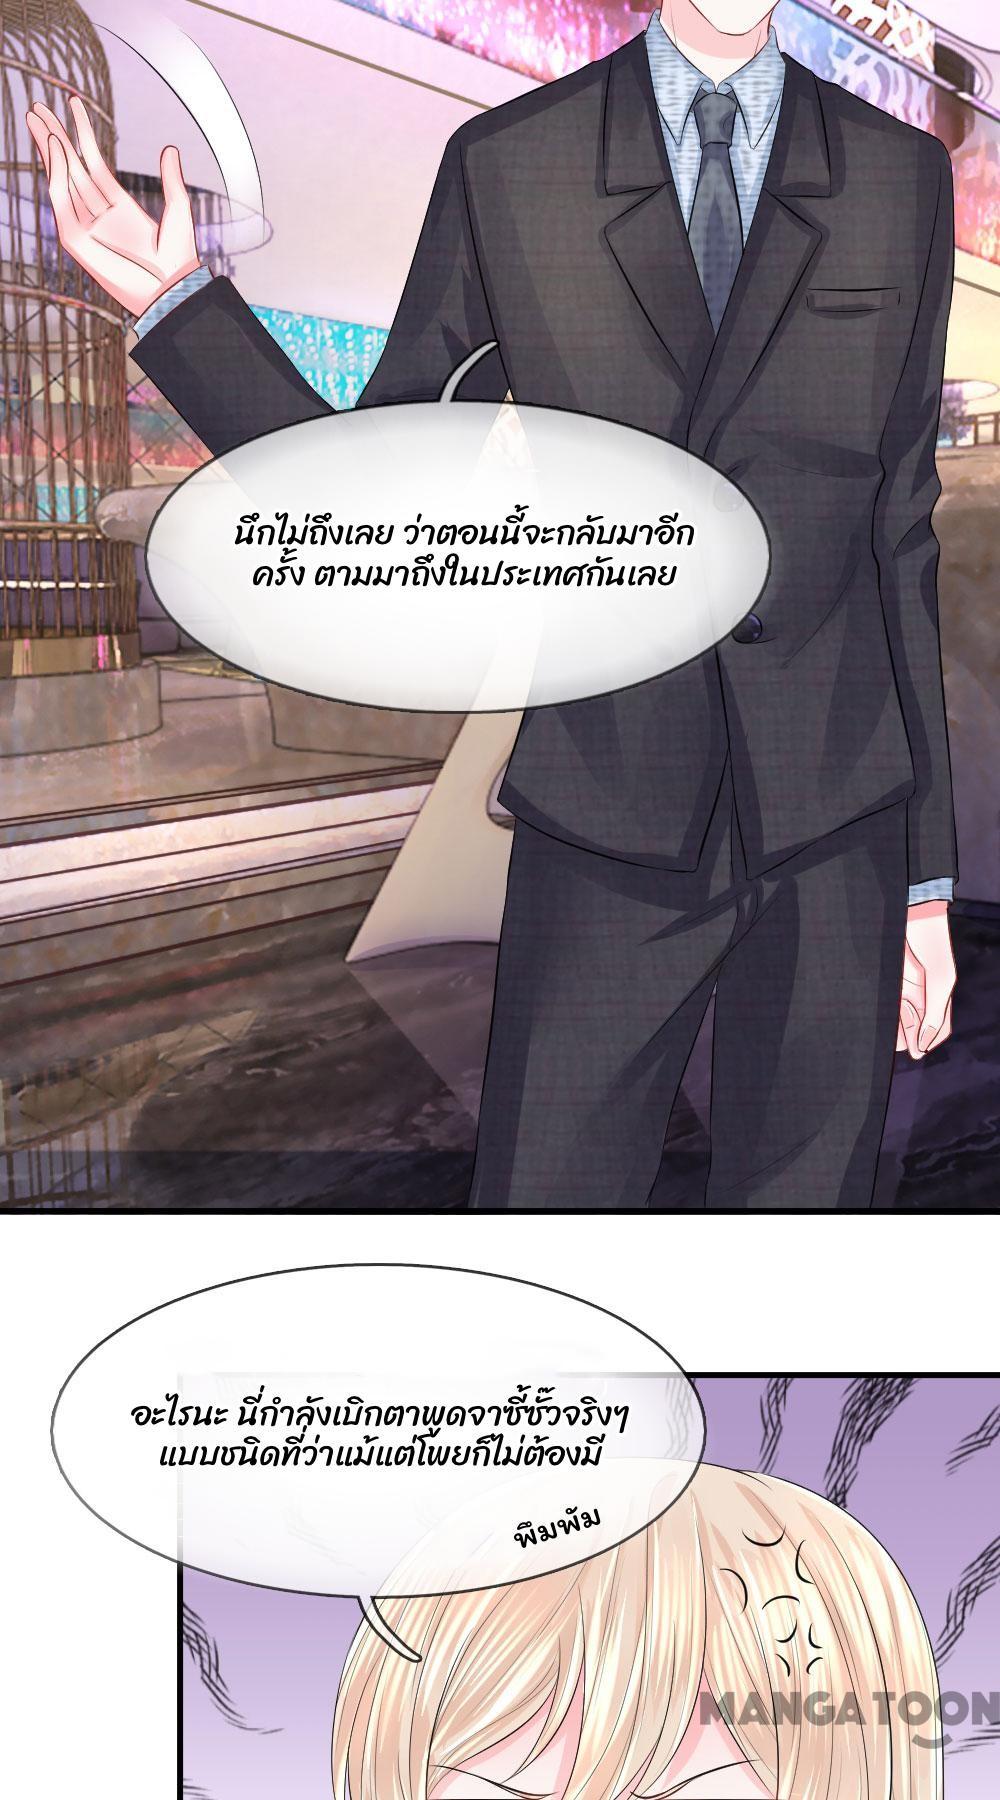 นึกไม่ถึงเลย ว่าตอนนี้จะกลับมาอีก
ครั้ง ตามมาถึงในประเทศกันเลย
อะไรนะ นี่กำลังเบิกตาพูดจาซี้ซั๊วจริงๆ
แบบชนิดที่ว่าแม้แต่โพยก็ไม่ต้องมี
พึมพัม
MANGATOON